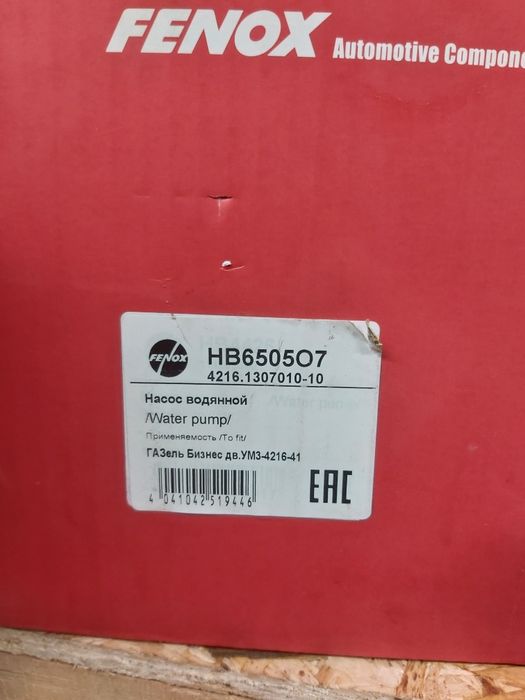 FENOX Automotive Compone
FENOX
HB6505O7
4216.1307010-10
Насос водянной
/Water pump/
Применяемость /To fit/
ГАЗель Бизнес дв.УМЗ-4216-41
4 041042 519446
EAC